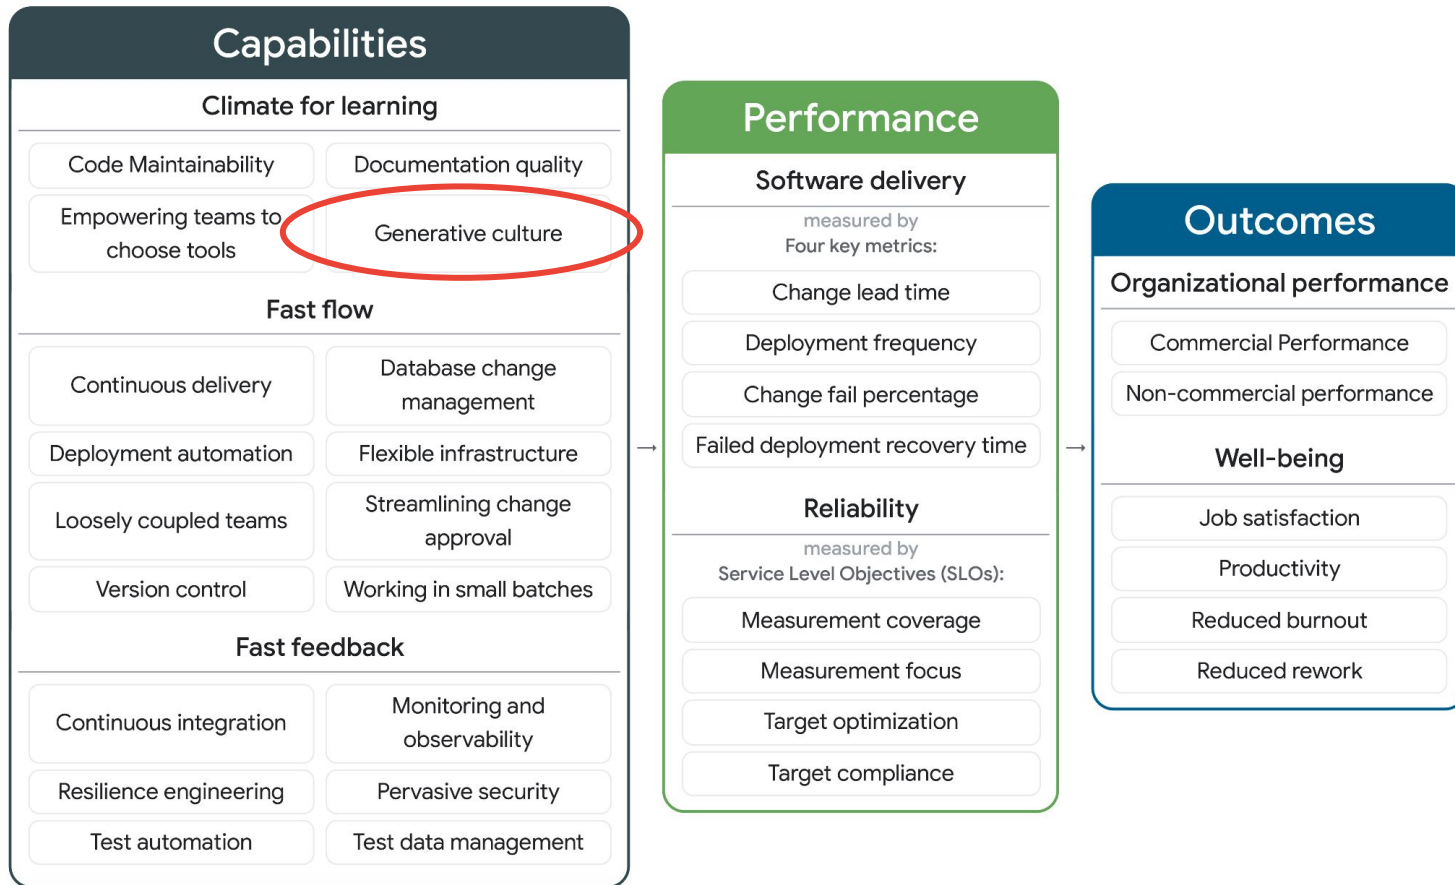 Capabilities
Climate for learning
Code Maintainability
Documentation quality
Empowering teams to
choose tools
Generative culture
Fast flow
Continuous delivery
Database change
management
Deployment automation
Flexible infrastructure
Loosely coupled teams
Streamlining change
approval
Version control
Working in small batches
Fast feedback
Continuous integration
Monitoring and
observability
Resilience engineering
Pervasive security
Test automation
Test data management
Performance
Software delivery
measured by
Four key metrics:
Change lead time
Deployment frequency
Change fail percentage
Failed deployment recovery time
Reliability
measured by
Service Level Objectives (SLOs):
Measurement coverage
Measurement focus
Target optimization
Target compliance
Outcomes
Organizational performance
Commercial Performance
Non-commercial performance
Well-being
Job satisfaction
Productivity
Reduced burnout
Reduced rework